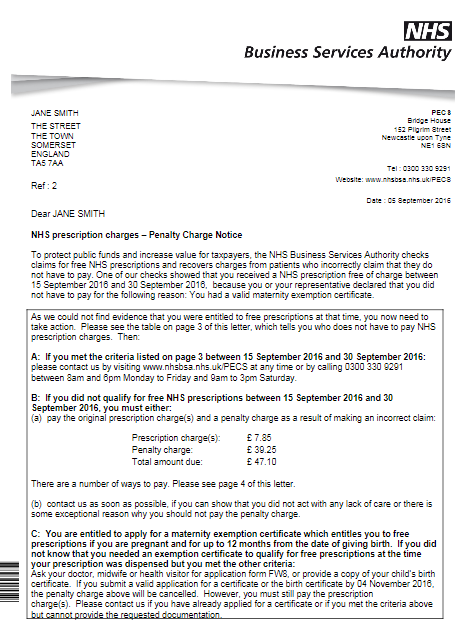 NHS
Business Services Authority
JANE SMITH
THE STREET
THE TOWN
SOMERSET
ENGLAND
TA5 7AA
Ref : 2
PECS
Bridge House
152 Pilgrim Street
Newcastle upon Tyne
NE1 6SN
Tel : 0300 330 9291
Website: www.nhsbsa.nhs.uk/PECS
Date : 05 September 2016
Dear JANE SMITH
NHS prescription charges – Penalty Charge Notice
To protect public funds and increase value for taxpayers, the NHS Business Services Authority checks
claims for free NHS prescriptions and recovers charges from patients who incorrectly claim that they do
not have to pay. One of our checks showed that you received a NHS prescription free of charge between
15 September 2016 and 30 September 2016, because you or your representative declared that you did
not have to pay for the following reason: You had a valid maternity exemption certificate.
As we could not find evidence that you were entitled to free prescriptions at that time, you now need to
take action. Please see the table on page 3 of this letter, which tells you who does not have to pay NHS
prescription charges. Then:
A: If you met the criteria listed on page 3 between 15 September 2016 and 30 September 2016:
please contact us by visiting www.nhsbsa.nhs.uk/PECS at any time or by calling 0300 330 9291
between 8am and 6pm Monday to Friday and 9am to 3pm Saturday.
B: If you did not qualify for free NHS prescriptions between 15 September 2016 and 30
September 2016, you must either:
(a) pay the original prescription charge(s) and a penalty charge as a result of making an incorrect claim:
Prescription charge(s): £ 7.85
Penalty charge: £ 39.25
Total amount due: £ 47.10
There are a number of ways to pay. Please see page 4 of this letter.
(b) contact us as soon as possible, if you can show that you did not act with any lack of care or there is
some exceptional reason why you should not pay the penalty charge.
C: You are entitled to apply for a maternity exemption certificate which entitles you to free
prescriptions if you are pregnant and for up to 12 months from the date of giving birth. If you did
not know that you needed an exemption certificate to qualify for free prescriptions at the time
your prescription was dispensed but you met the other criteria:
Ask your doctor, midwife or health visitor for application form FW8, or provide a copy of your child's birth
certificate. If you submit a valid application for a certificate or the birth certificate by 04 November 2016,
the penalty charge above will be cancelled. However, you must still pay the prescription
charge(s). Please contact us if you have already applied for a certificate or if you met the criteria above
but cannot provide the requested documentation.